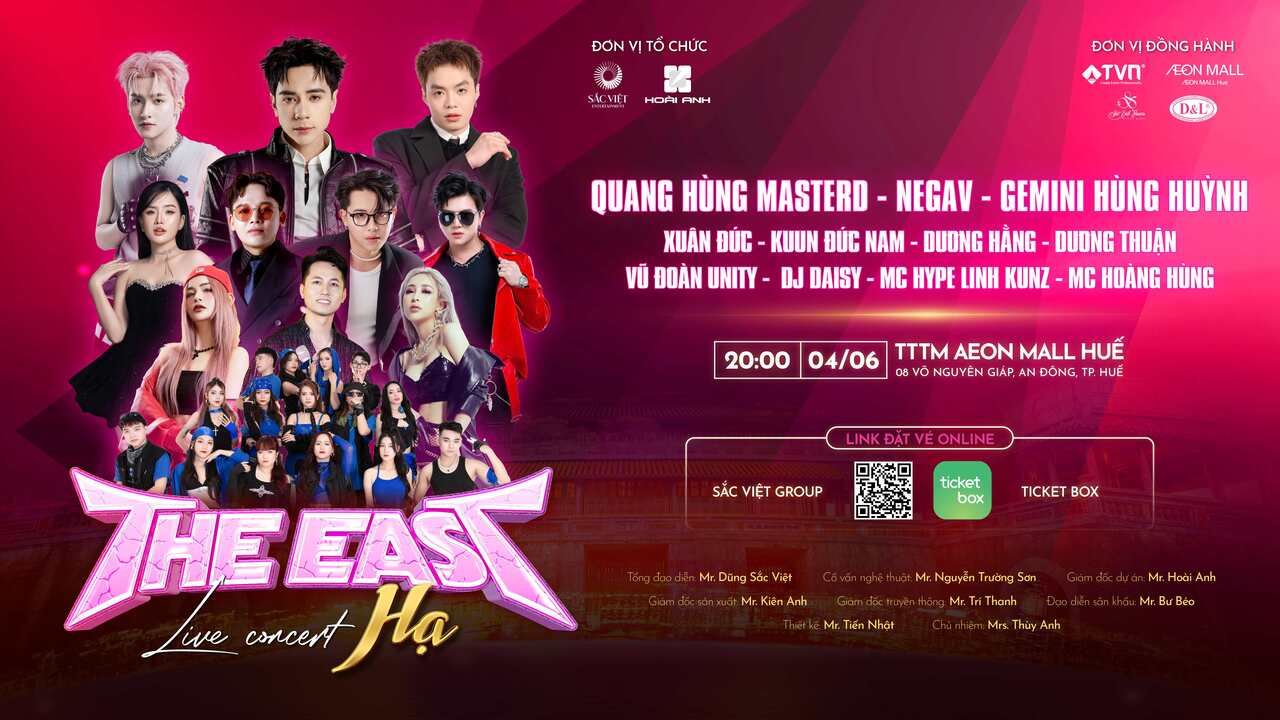 ĐƠN VỊ TỔ CHỨC
SẮC VIỆT
ENTERTAINMENT
HOÀI ANH
ĐƠN VỊ ĐỒNG HÀNH
TVN®
ÆON MALL
ÆON MALL Huế
D&L
QUANG HÙNG MASTERD - NEGAV - GEMINI HÙNG HUỲNH
XUÂN ĐỨC - KUUN ĐỨC NAM - DƯƠNG HẰNG - DƯƠNG THUẬN
VŨ ĐOÀN UNITY - DJ DAISY - MC HYPE LINH KUNZ - MC HOÀNG HÙNG
20:00 04/06 TTTM AEON MALL HUẾ
08 VÕ NGUYÊN GIÁP, AN ĐÔNG, TP. HUẾ
LINK ĐẶT VÉ ONLINE
SẮC VIỆT GROUP
ticket
box
TICKET BOX
THE EAST
Live concert Hạ
Tổng đạo diễn: Mr. Dũng Sắc Việt Cố vấn nghệ thuật: Mr. Nguyễn Trường Sơn Giám đốc dự án: Mr. Hoài Anh
Giám đốc sản xuất: Mr. Kiên Anh Giám đốc truyền thông: Mr. Trí Thanh Đạo diễn sân khấu: Mr. Bư Béo
Thiết kế: Mr. Tiến Nhật Chủ nhiệm: Mrs. Thùy Anh